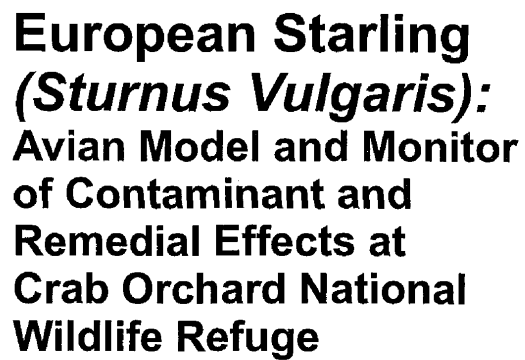 European Starling
(Sturnus Vulgaris):
Avian Model and Monitor
of Contaminant and
Remedial Effects at
Crab Orchard National
Wildlife Refuge